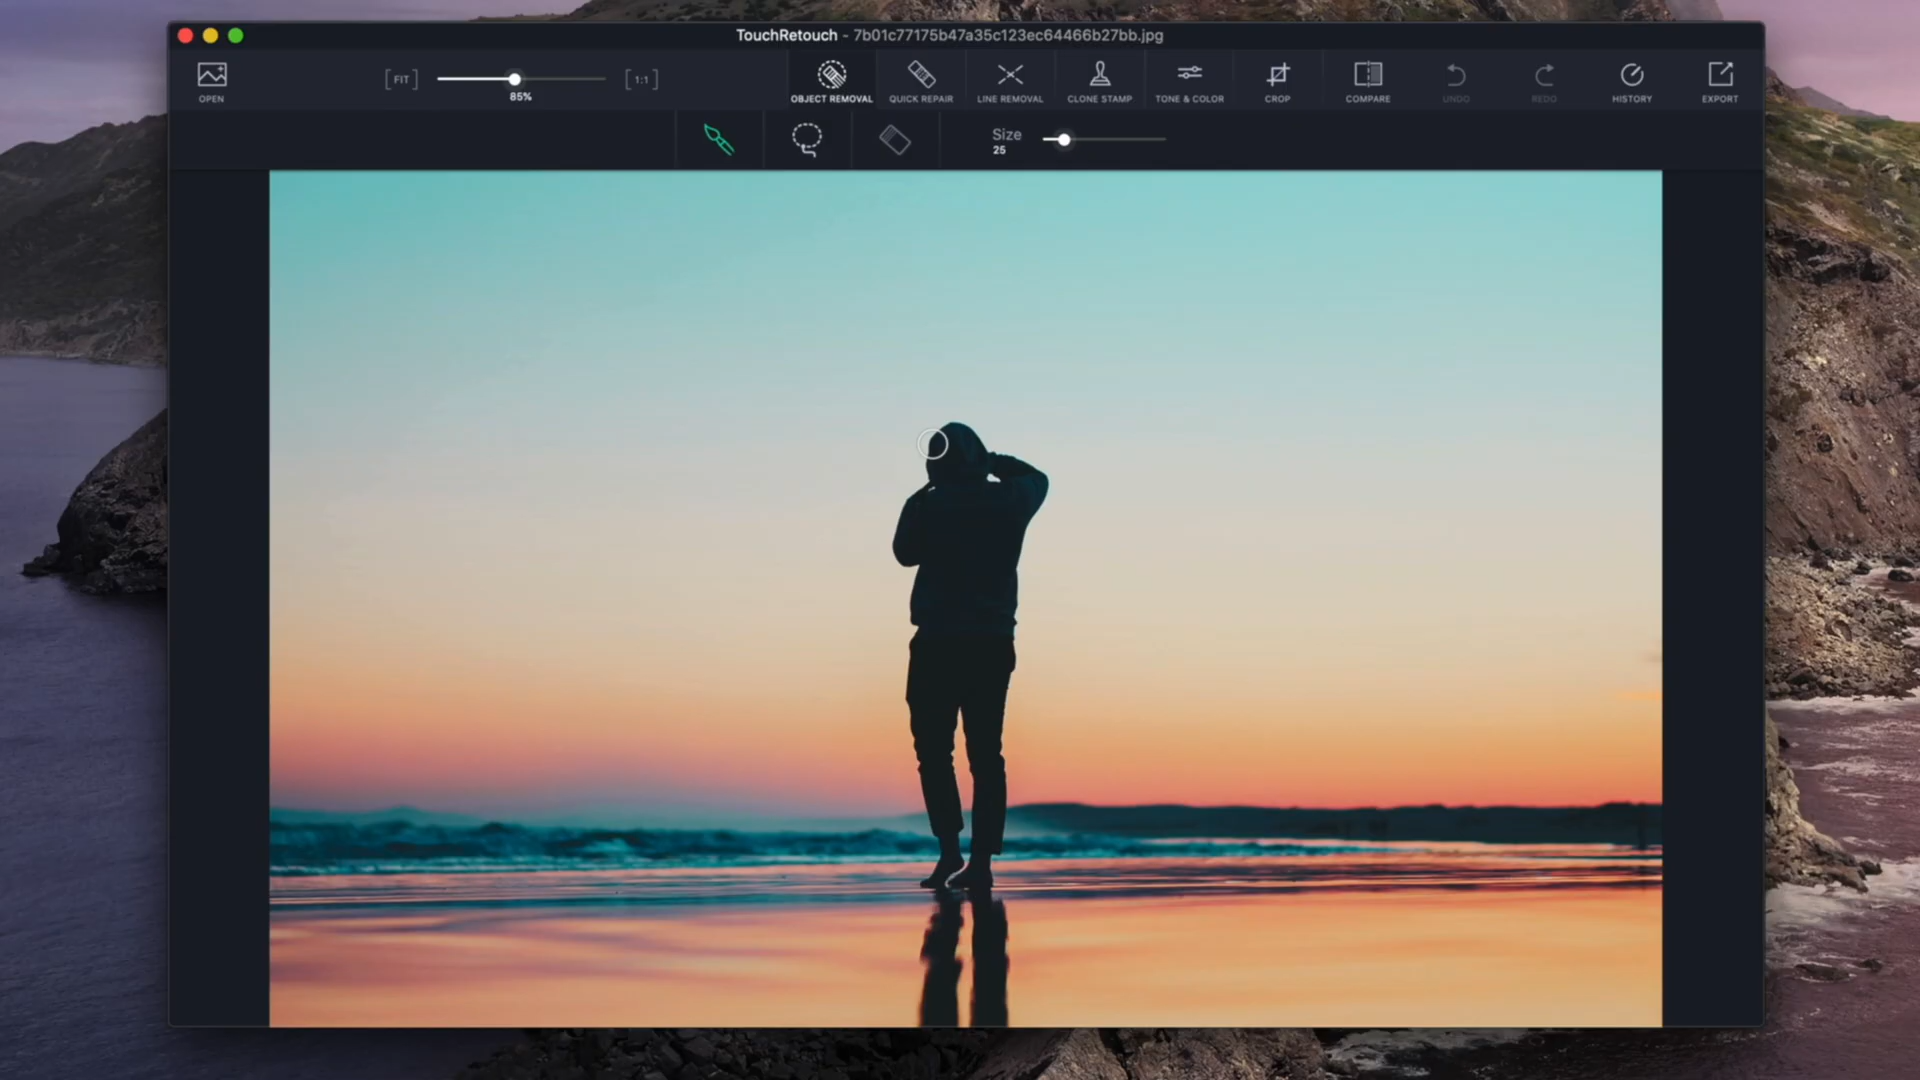 TouchRetouch - 7b01c77175b47a35c123ec64466b27bb.jpg
OPEN
FIT
85%
1:1
OBJECT REMOVAL
QUICK REPAIR
LINE REMOVAL
CLONE STAMP
TONE & COLOR
CROP
COMPARE
UNDO
REDO
HISTORY
EXPORT
Size
25